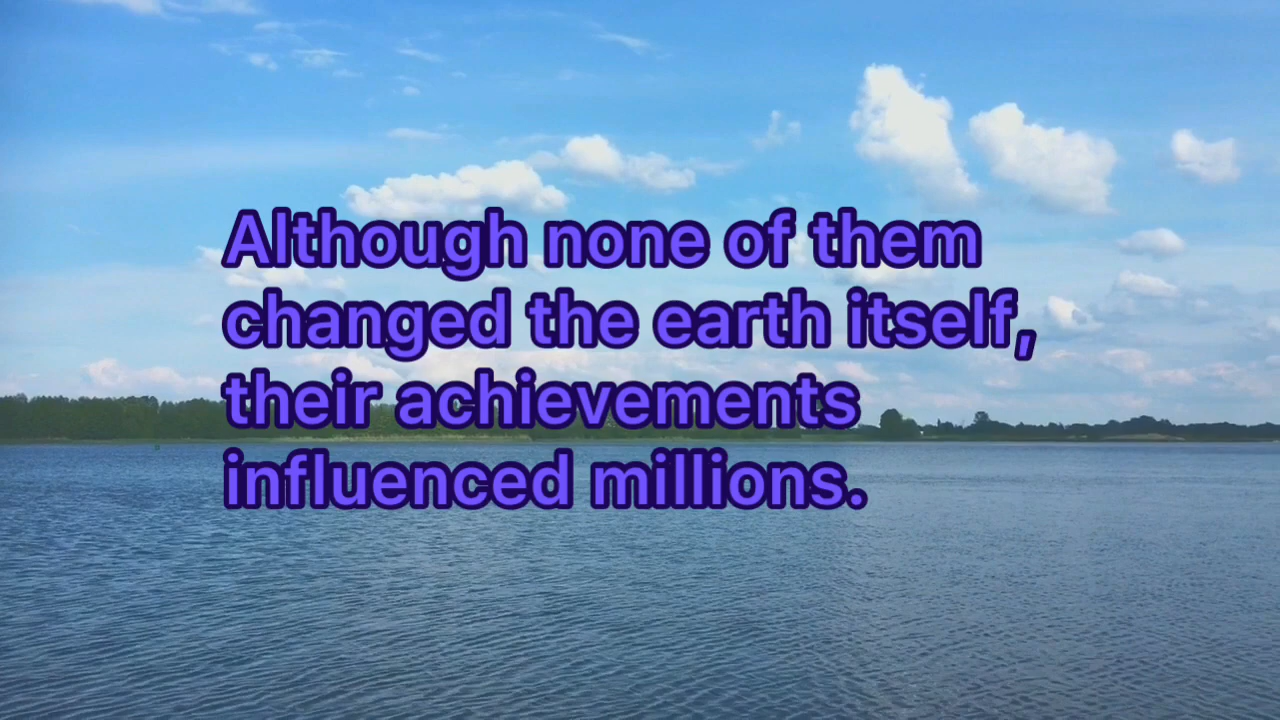 Although none of them
changed the earth itself,
their achievements
influenced millions.